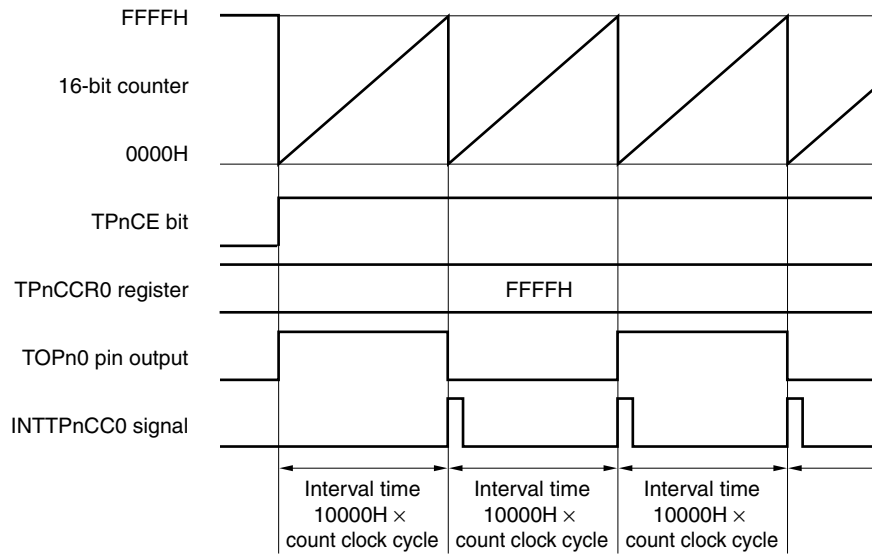 FFFFH
16-bit counter
0000H
TPnCE bit
TPnCCR0 register
FFFFH
TOPn0 pin output
INTTPnCC0 signal
Interval time
10000H ×
count clock cycle
Interval time
10000H ×
count clock cycle
Interval time
10000H ×
count clock cycle